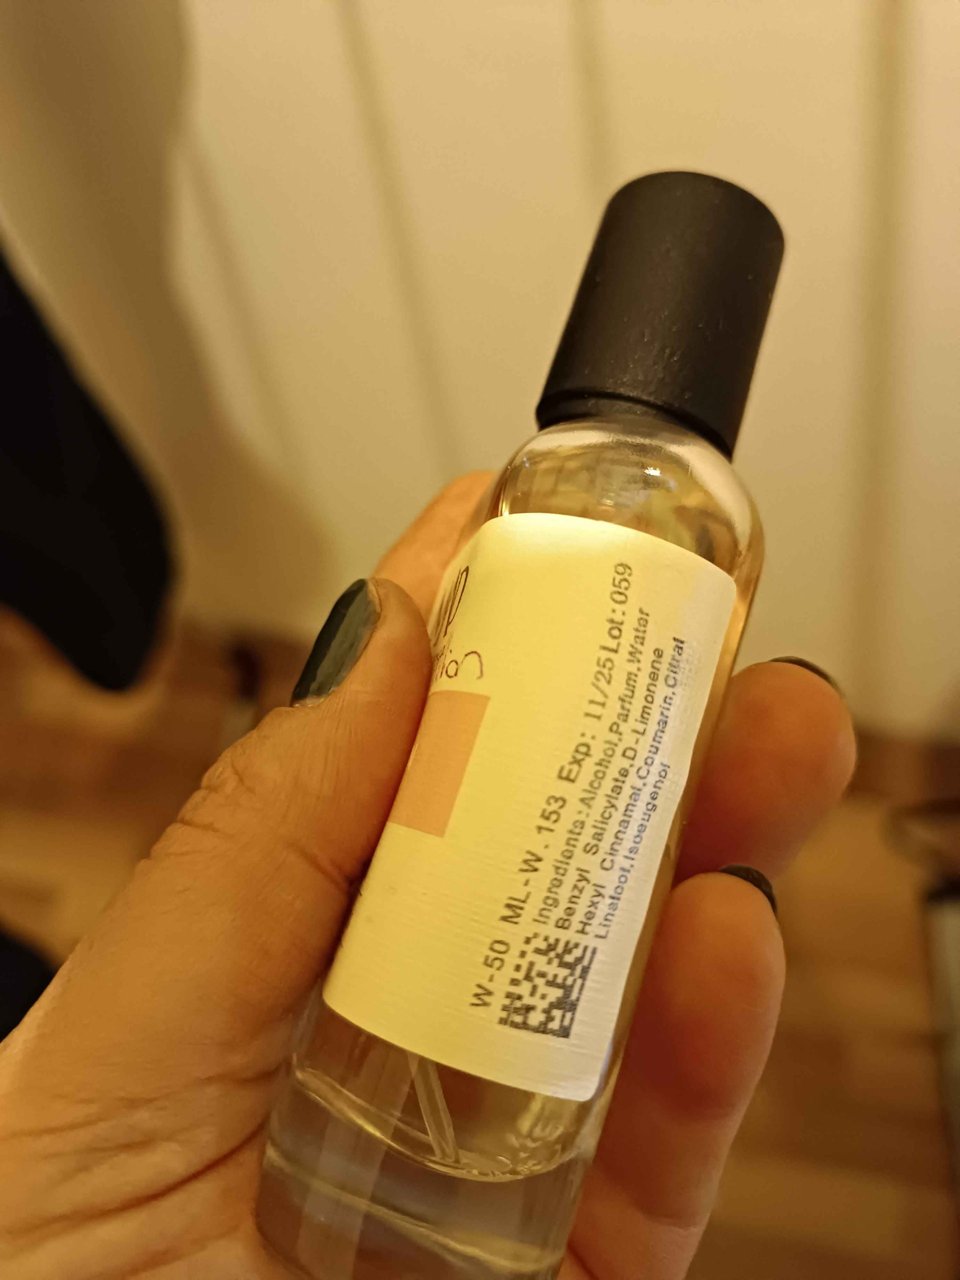 W-50 ML-W.153 Exp: 11/25 Lot:059
Ingredients:Alcohol,Parfum,Water
Benzyl Salicylate,D-Limonene
Hexyl Cinnamal,Coumarin,Citral
Linalool,Isoeugenol